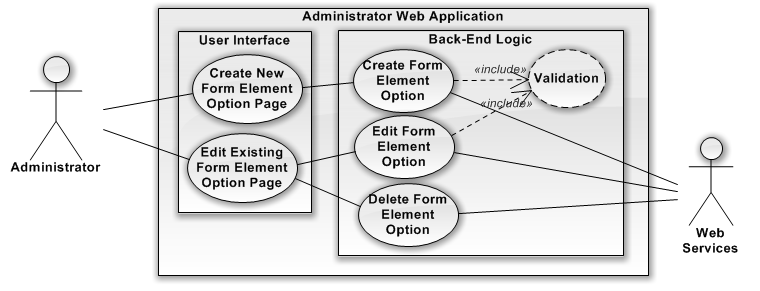 Administrator Web Application
User Interface
Back-End Logic
Create New
Form Element
Option Page
Create Form
Element
Option
«include»
Validation
«include»
Administrator
Edit Existing
Form Element
Option Page
Edit Form
Element
Option
Delete Form
Element
Option
Web
Services